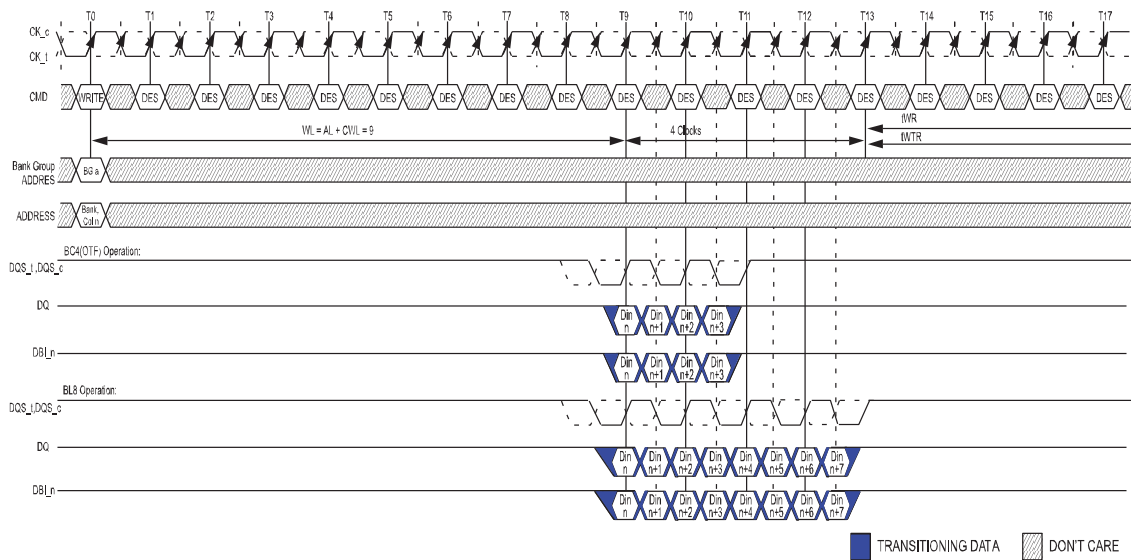 T0 T1 T2 T3 T4 T5 T6 T7 T8 T9 T10 T11 T12 T13 T14 T15 T16 T17
CK_c
CK_t
CMD WRITE DES DES DES DES DES DES DES DES DES DES DES DES DES DES DES DES DES
WL = AL + CWL = 9 4 Clocks tWR
tWTR
Bank Group
ADDRES BG a
ADDRESS Bank,
Col n
BC4(OTF) Operation:
DQS_t ,DQS_c
DQ Din n Din n+1 Din n+2 Din n+3
DBI_n Din n Din n+1 Din n+2 Din n+3
BL8 Operation:
DQS_t,DQS_c
DQ Din n Din n+1 Din n+2 Din n+3 Din n+4 Din n+5 Din n+6 Din n+7
DBI_n Din n Din n+1 Din n+2 Din n+3 Din n+4 Din n+5 Din n+6 Din n+7
TRANSITIONING DATA DON'T CARE